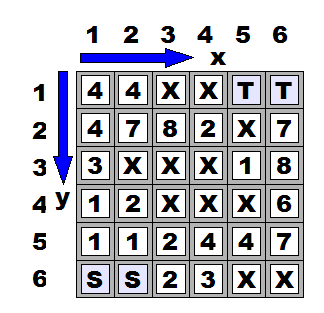 1 2 3 4 5 6
x
1 4 4 X X T T
2 4 7 8 2 X 7
3 3 X X X 1 8
y
4 1 2 X X X 6
5 1 1 2 4 4 7
6 S S 2 3 X X